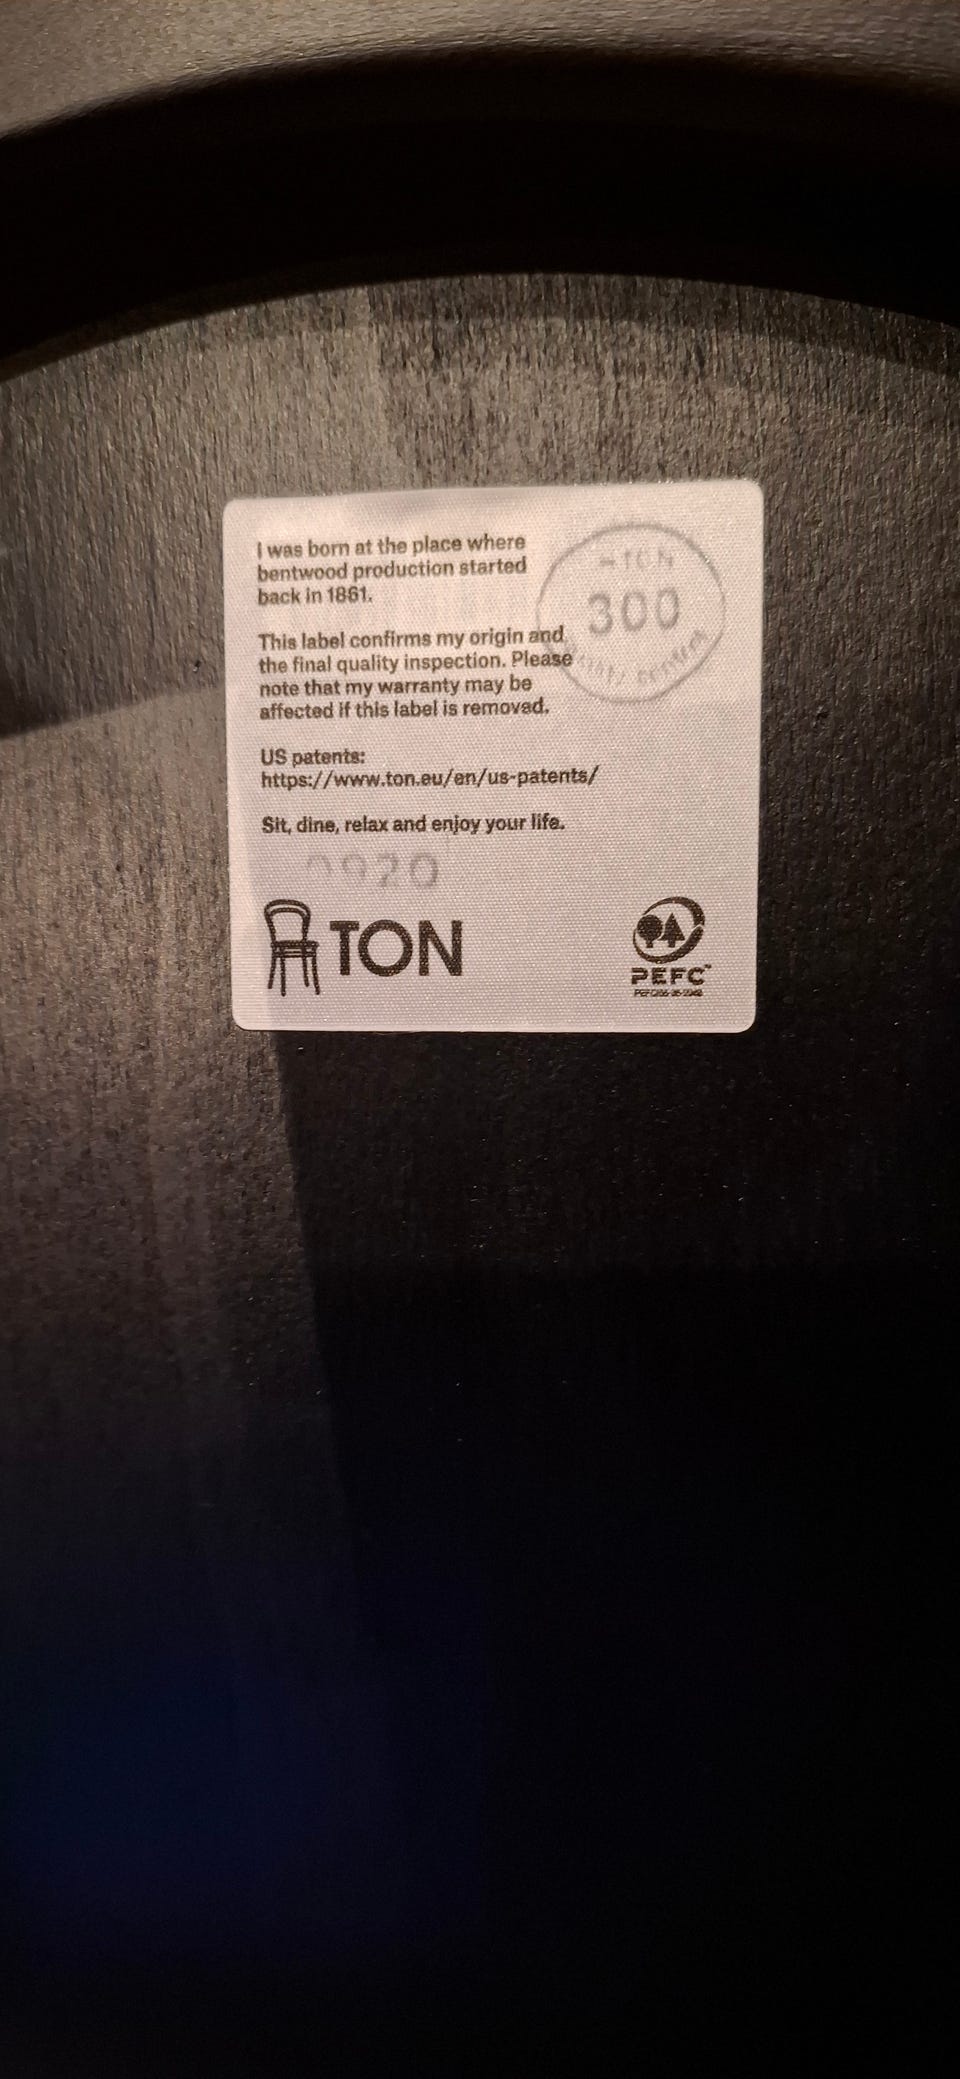 I was born at the place where
bentwood production started
back in 1861.
TON
300
This label confirms my origin and
the final quality inspection. Please
note that my warranty may be
affected if this label is removed.
US patents:
https://www.ton.eu/en/us-patents/
Sit, dine, relax and enjoy your life.
TON
PEFC™